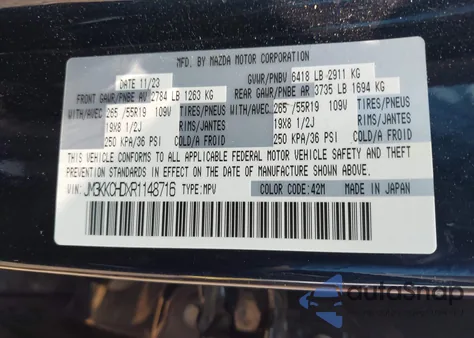 MFD. BY MAZDA MOTOR CORPORATION
DATE 11/23 GVWR/PNBV 6418 LB-2911 KG
FRONT GAWR/PNBE AV 2784 LB 1263 KG REAR GAWR/PNBE AR 3735 LB 1694 KG
WITH/AVEC 265 /55R19 109V TIRES/PNEUS WITH/AVEC 265 /55R19 109V TIRES/PNEUS
19X8 1/2J RIMS/JANTES 19X8 1/2J RIMS/JANTES
250 KPA/36 PSI COLD/A FROID 250 KPA/36 PSI COLD/A FROID
THIS VEHICLE CONFORMS TO ALL APPLICABLE FEDERAL MOTOR VEHICLE SAFETY AND THEFT
PREVENTION STANDARDS IN EFFECT ON THE DATE OF MANUFACTURE SHOWN ABOVE.
VIN: JM3KKCHDXR1148716 TYPE:MPV COLOR CODE:42M MADE IN JAPAN
autoSnap